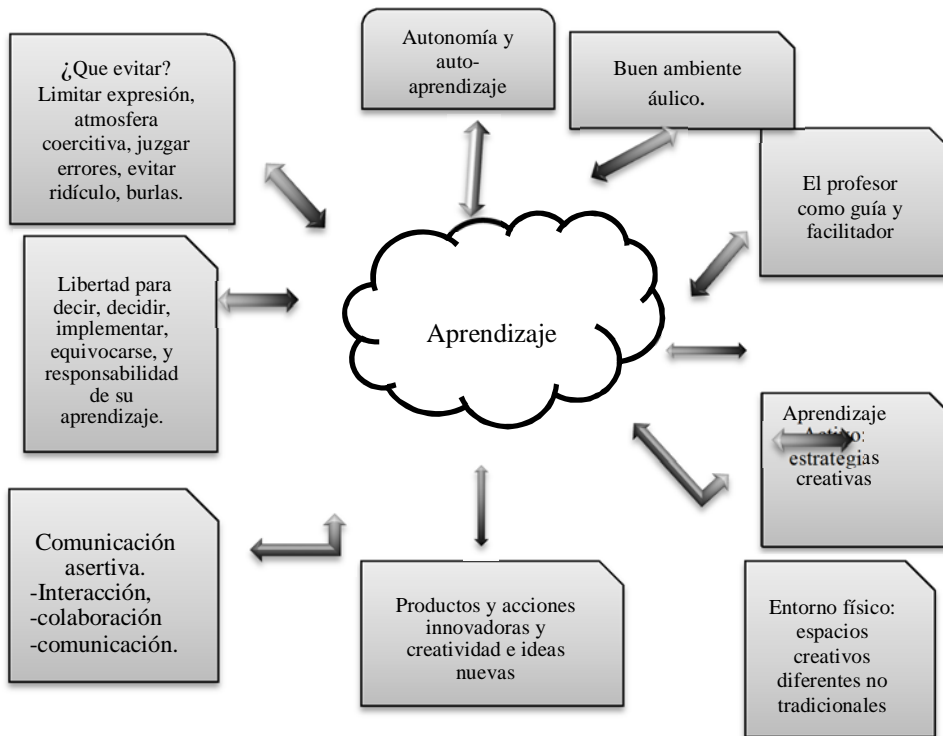 ¿Que evitar?
Limitar expresión,
atmosfera
coercitiva, juzgar
errores, evitar
ridículo, burlas.
Autonomía y
auto-
aprendizaje
Buen ambiente
áulico.
El profesor
como guía y
facilitador
Libertad para
decir, decidir,
implementar,
equivocarse, y
responsabilidad
de su
aprendizaje.
Aprendizaje
Aprendizaje
estrategias
creativas
Comunicación
asertiva.
-Interacción,
-colaboración
-comunicación.
Productos y acciones
innovadoras y
creatividad e ideas
nuevas
Entorno físico:
espacios
creativos
diferentes no
tradicionales